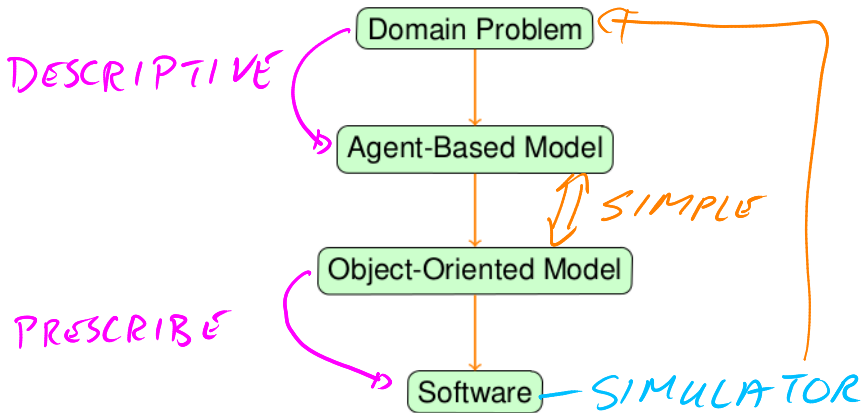 Domain Problem
DESCRIPTIVE
Agent-Based Model
SIMPLE
Object-Oriented Model
PRESCRIBE
Software
SIMULATOR